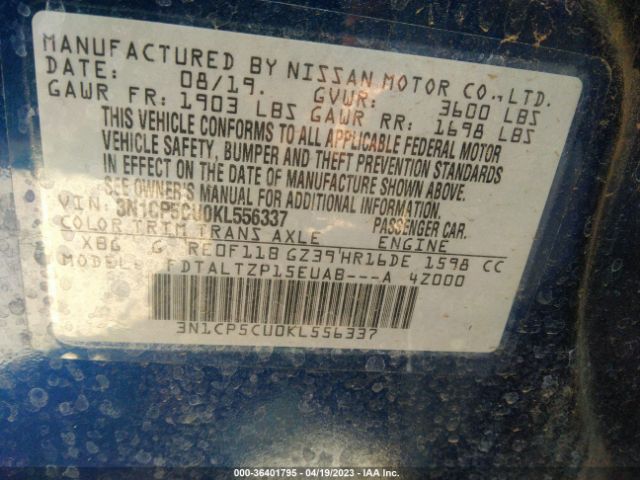 MANUFACTURED BY NISSAN MOTOR CO.,LTD.
DATE: 08/19. GVWR: 3600 LBS
GAWR FR: 1903 LBS GAWR RR: 1698 LBS
THIS VEHICLE CONFORMS TO ALL APPLICABLE FEDERAL MOTOR
VEHICLE SAFETY, BUMPER AND THEFT PREVENTION STANDARDS
IN EFFECT ON THE DATE OF MANUFACTURE SHOWN ABOVE.
SEE OWNER'S MANUAL FOR ADDITIONAL INFORMATION.
VIN: 3N1CP5CU0KL556337 PASSENGER CAR.
COLOR TRIM TRANS AXLE ENGINE
XBG G RE0F11B GZ39 HR16DE 1598 CC
MODEL: FDTALTZP15EUAB---A 4Z000
3N1CP5CU0KL556337
000-36401795 - 04/19/2023 - IAA Inc.